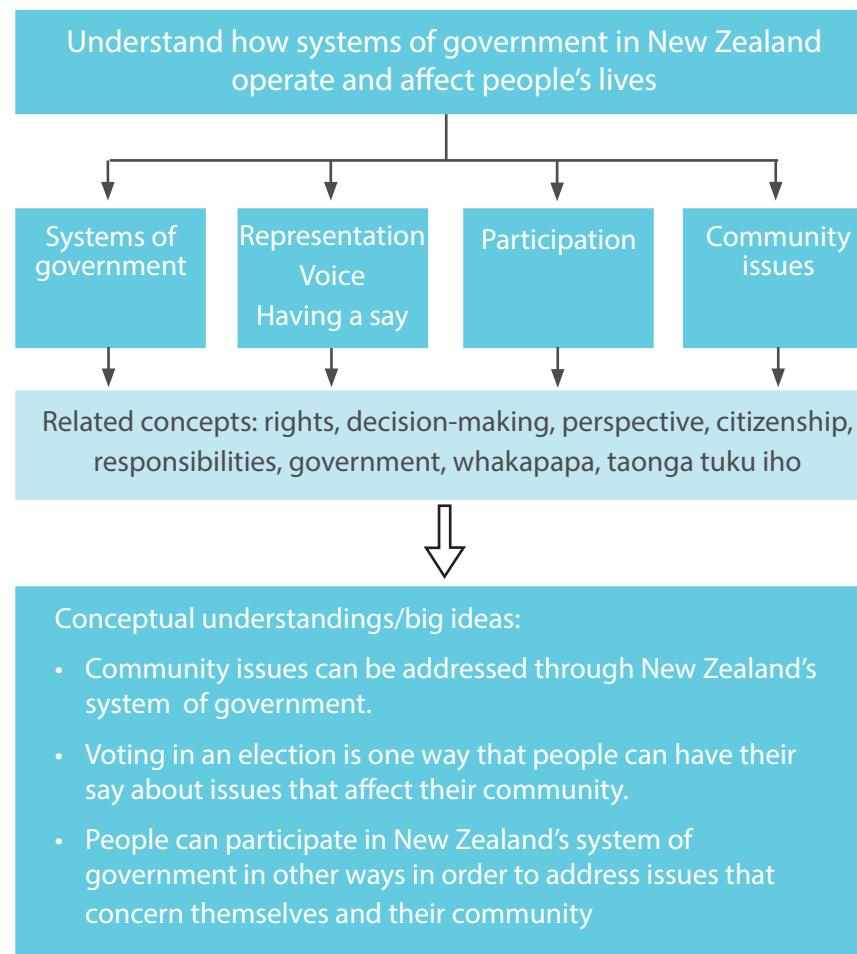 Understand how systems of government in New Zealand
operate and affect people’s lives
Systems of
government
Representation
Voice
Having a say
Participation
Community
issues
Related concepts: rights, decision-making, perspective, citizenship,
responsibilities, government, whakapapa, taonga tuku iho
Conceptual understandings/big ideas:
• Community issues can be addressed through New Zealand’s
system of government.
• Voting in an election is one way that people can have their
say about issues that affect their community.
• People can participate in New Zealand’s system of
government in other ways in order to address issues that
concern themselves and their community